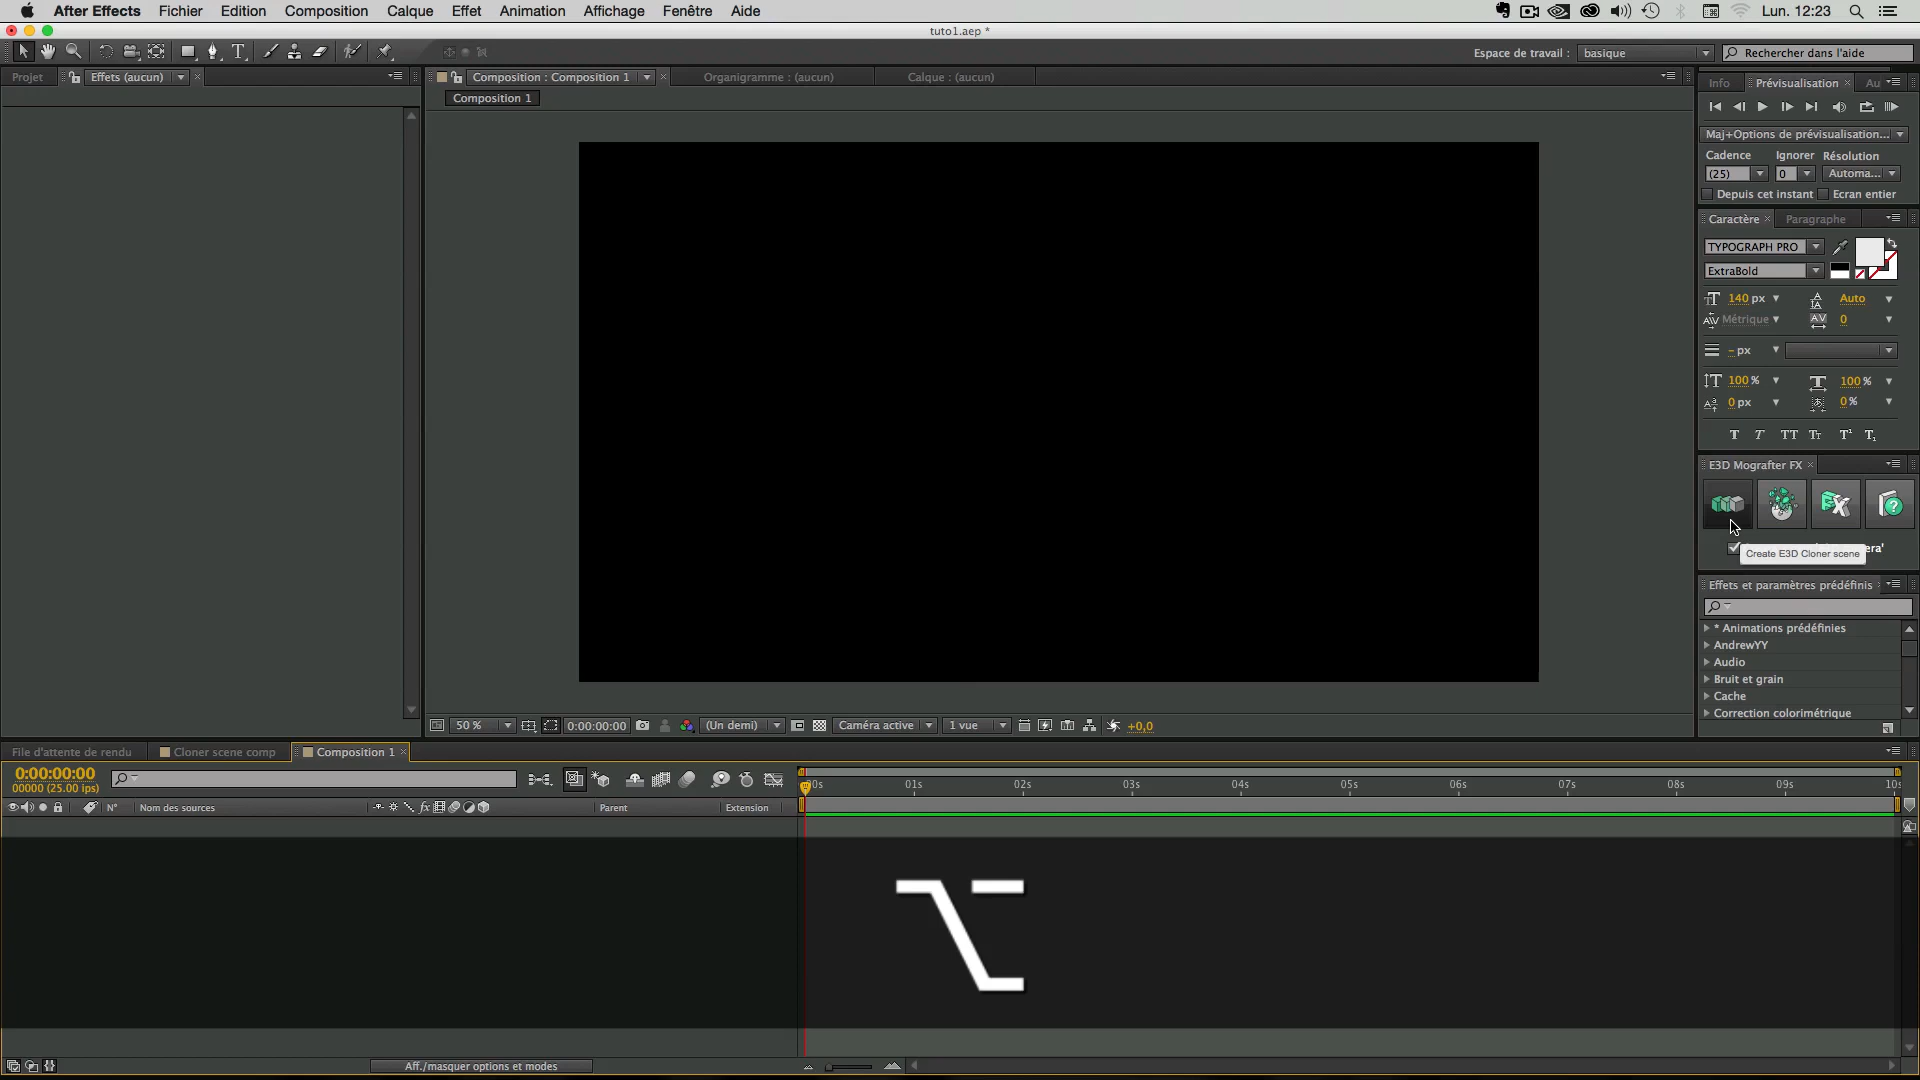 After Effects Fichier Edition Composition Calque Effet Animation Affichage Fenêtre Aide Lun. 12:23
tuto1.aep *
Espace de travail : basique Rechercher dans l'aide
Projet Effets (aucun) Composition : Composition 1 Organigramme : (aucun) Calque : (aucun)
Composition 1
Info Prévisualisation Au
Maj+Options de prévisualisation...
Cadence Ignorer Résolution
(25) 0 Automa...
Depuis cet instant Ecran entier
Caractère Paragraphe
TYPOGRAPH PRO
ExtraBold
140 px Auto
Métrique 0
- px
100 % 100 %
0 px 0 %
E3D Mografter FX
Create E3D Cloner scene
era'
Effets et paramètres prédéfinis
* Animations prédéfinies
AndrewYY
Audio
Bruit et grain
Cache
Correction colorimétrique
50 % 0:00:00:00 (Un demi) Caméra active 1 vue +0,0
File d'attente de rendu Cloner scene comp Composition 1
0:00:00:00
00000 (25.00 ips)
N° Nom des sources Parent Extension
00s 01s 02s 03s 04s 05s 06s 07s 08s 09s 10s
Aff./masquer options et modes